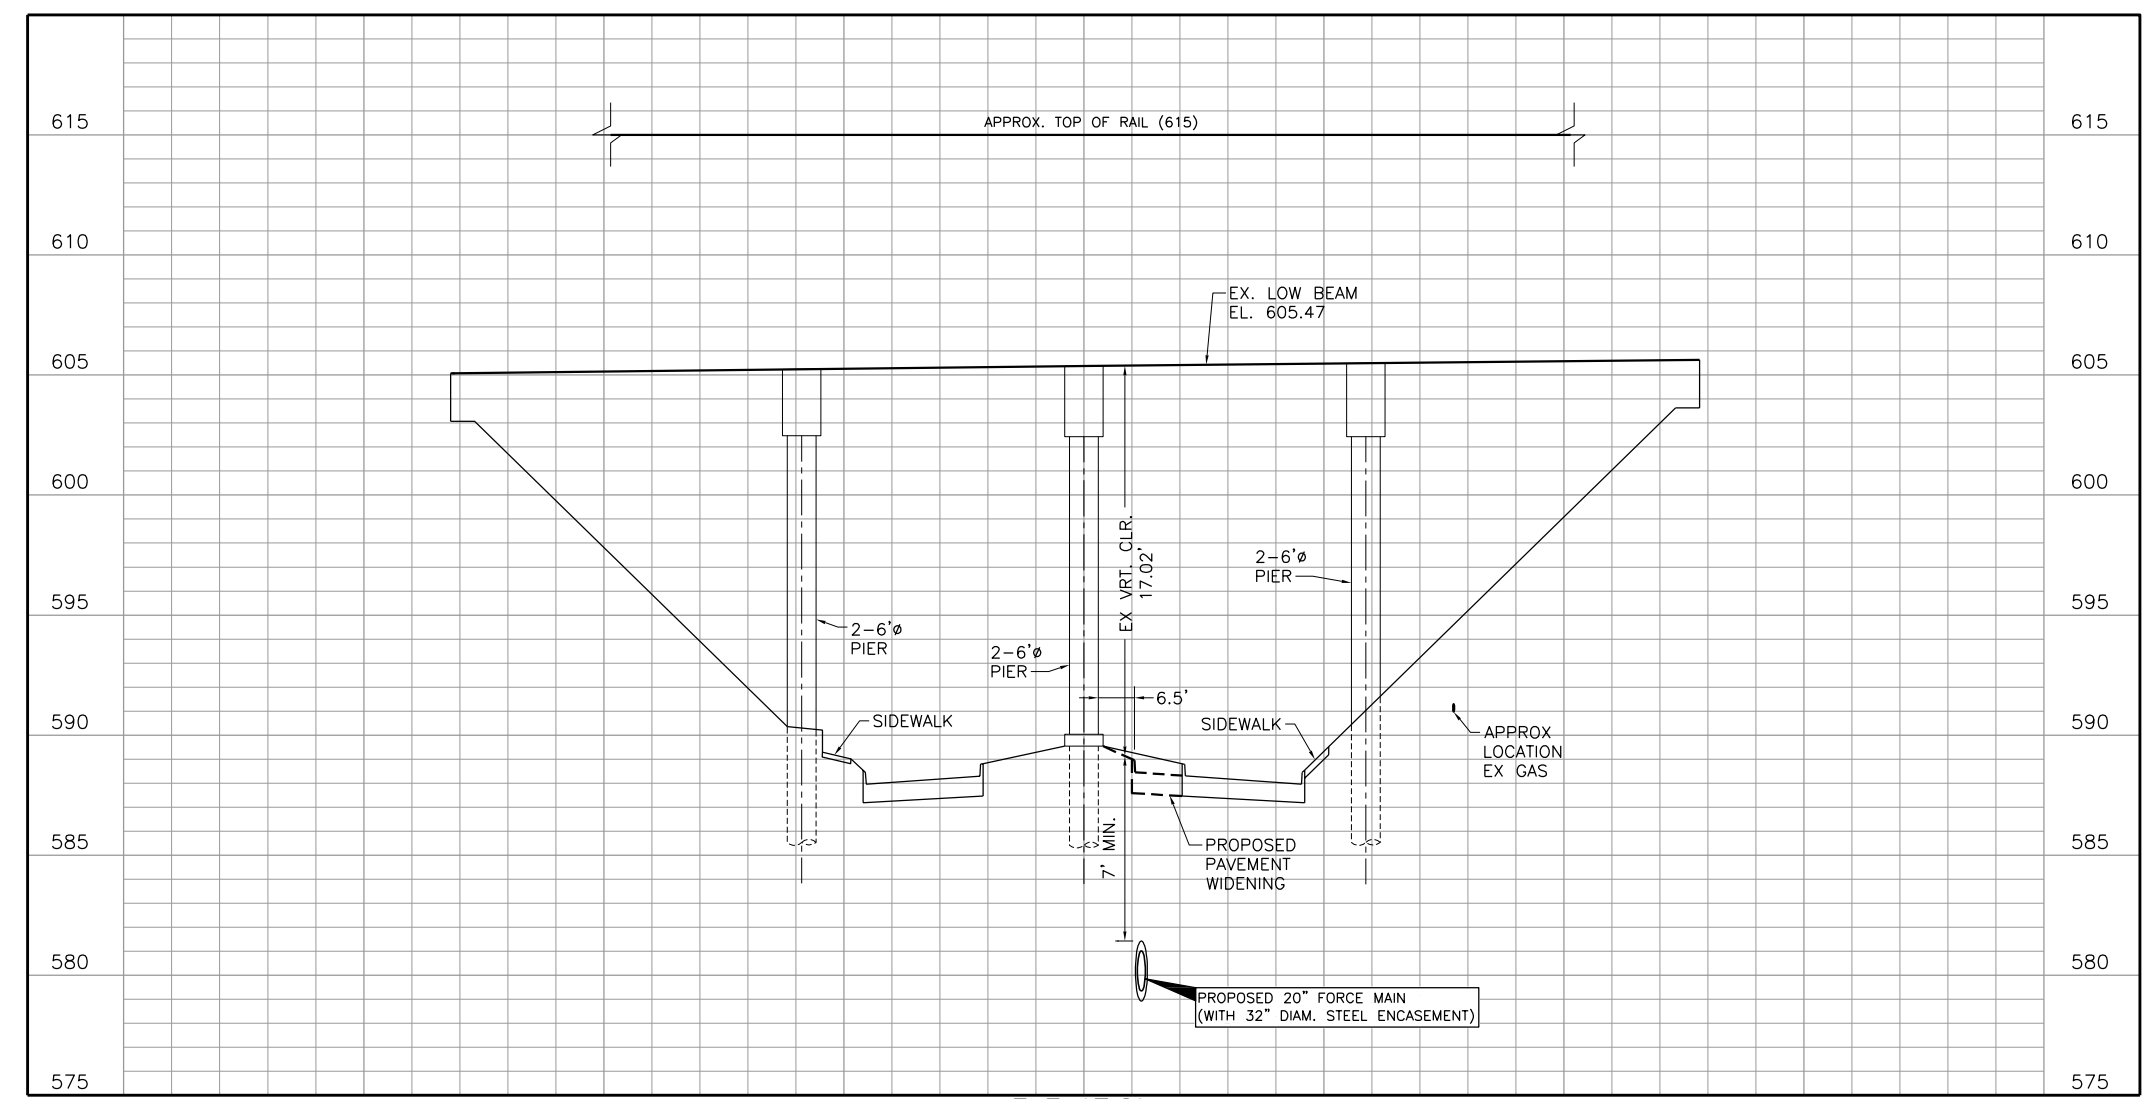 615
APPROX. TOP OF RAIL (615)
615
610
610
EX. LOW BEAM
EL. 605.47
605
605
600
600
EX VRT. CLR.
17.02'
2-6'ø
PIER
595
595
2-6'ø
PIER
2-6'ø
PIER
6.5'
590
SIDEWALK
SIDEWALK
590
APPROX
LOCATION
EX GAS
585
7' MIN.
PROPOSED
PAVEMENT
WIDENING
585
580
580
PROPOSED 20" FORCE MAIN
(WITH 32" DIAM. STEEL ENCASEMENT)
575
575